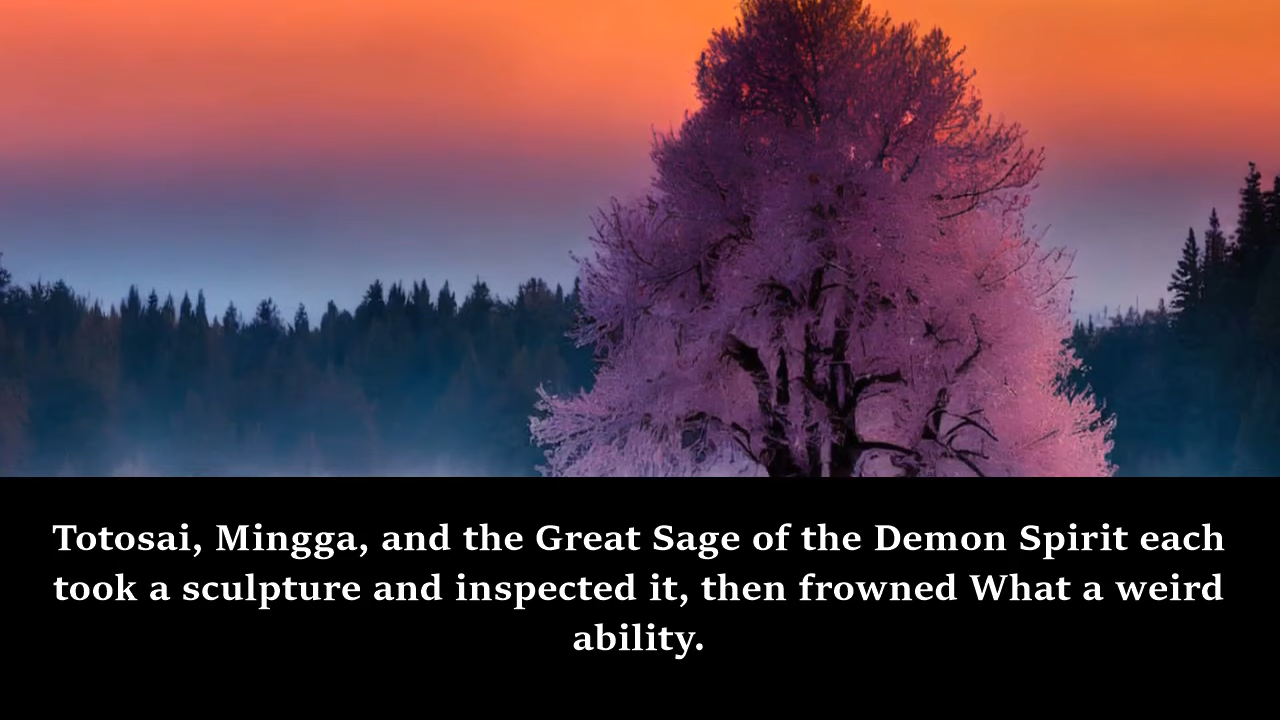 Totosai, Mingga, and the Great Sage of the Demon Spirit each
took a sculpture and inspected it, then frowned What a weird
ability.